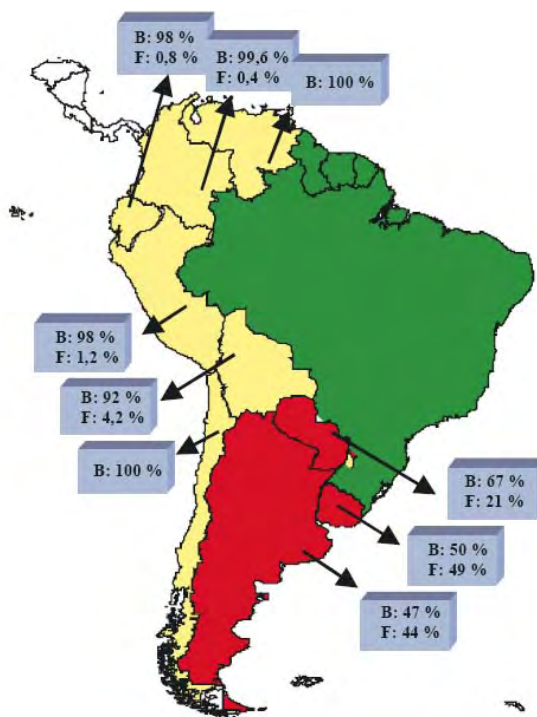 B: 98 %
F: 0,8 %
B: 99,6 %
F: 0,4 %
B: 100 %
B: 98 %
F: 1,2 %
B: 92 %
F: 4,2 %
B: 100 %
B: 67 %
F: 21 %
B: 50 %
F: 49 %
B: 47 %
F: 44 %